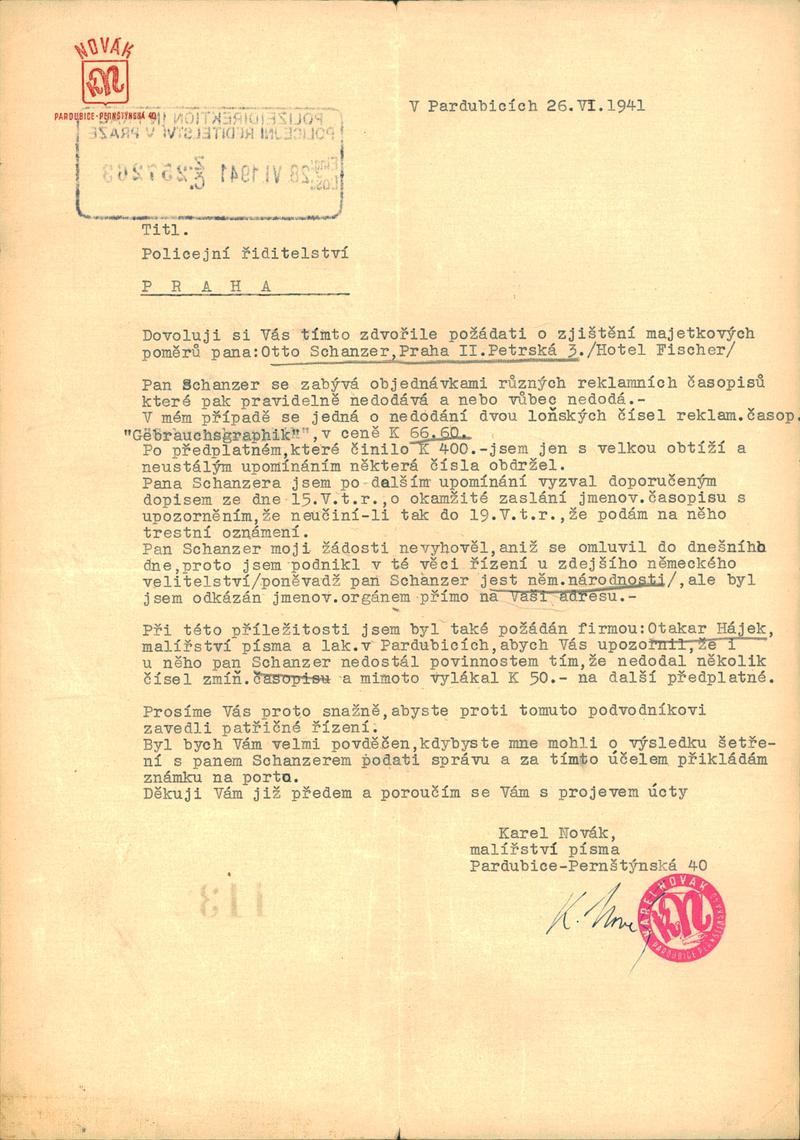 NOVÁK
KN
PARDUBICE-PERNŠTÝNSKÁ 40
V Pardubicích 26.VI.1941
POLIZEIDIREKTION
POLICEJNÍ ŘEDITELSTVÍ V PRAZE
28 VI 1941
Titl.
Policejní řiditelství
P R A H A
Dovoluji si Vás tímto zdvořile požádati o zjištění majetkových
poměrů pana:Otto Schanzer,Praha II.Petrská 3./Hotel Fischer/
Pan Schanzer se zabývá objednávkami různých reklamních časopisů
které pak pravidelně nedodává a nebo vůbec nedodá.-
V mém případě se jedná o nedodání dvou loňských čísel reklam.časop.
"Gebrauchsgraphik"",v ceně K 66.60.
Po předplatném,které činilo K 400.-jsem jen s velkou obtíží a
neustálým upomínáním některá čísla obdržel.
Pana Schanzera jsem po dalším upomínání vyzval doporučeným
dopisem ze dne 15.V.t.r.,o okamžité zaslání jmenov.časopisu s
upozorněním,že neučiní-li tak do 19.V.t.r.,že podám na něho
trestní oznámení.
Pan Schanzer moji žádosti nevyhověl,aniž se omluvil do dnešníhh
dne,proto jsem podnikl v té věci řízení u zdejšího německého
velitelství/poněvadž pan Schanzer jest něm.národnosti/,ale byl
jsem odkázán jmenov.orgánem přímo na Vaši adresu.-
Při této příležitosti jsem byl také požádán firmou:Otakar Hájek,
malířství písma a lak.v Pardubicích,abych Vás upozornil,že i
u něho pan Schanzer nedostál povinnostem tím,že nedodal několik
čísel zmíň.časopisu a mimoto vylákal K 50.- na další předplatné.
Prosíme Vás proto snažně,abyste proti tomuto podvodníkovi
zavedli patřičné řízení.
Byl bych Vám velmi povděčen,kdybyste mne mohli o výsledku šetře-
ní s panem Schanzerem podati správu a za tímto účelem přikládám
známku na porto.
Děkuji Vám již předem a poroučím se Vám s projevem úcty
Karel Novák,
malířství písma
Pardubice-Pernštýnská 40
K. Nová
KAREL NOVÁK
KN
PARDUBICE PERNŠTÝNSKÁ 40
113